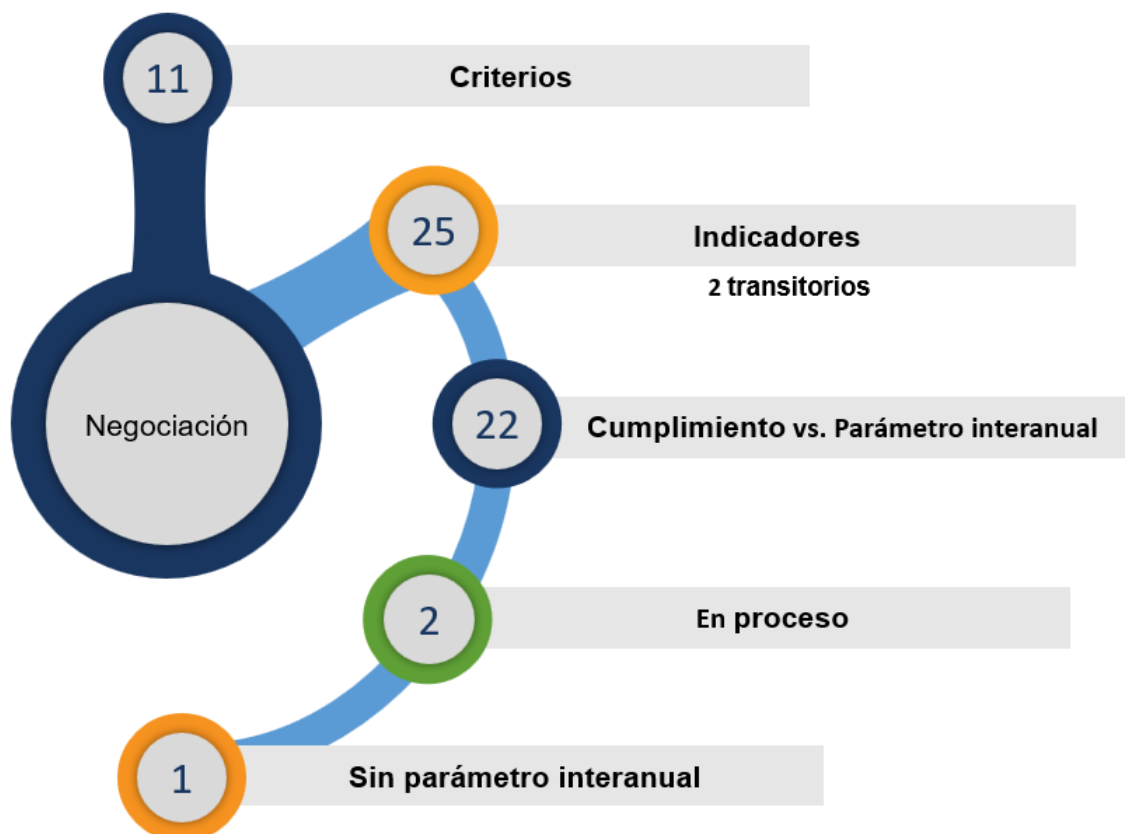 11
Criterios
25
Indicadores
2 transitorios
Negociación
22
Cumplimiento vs. Parámetro interanual
2
En proceso
1
Sin parámetro interanual